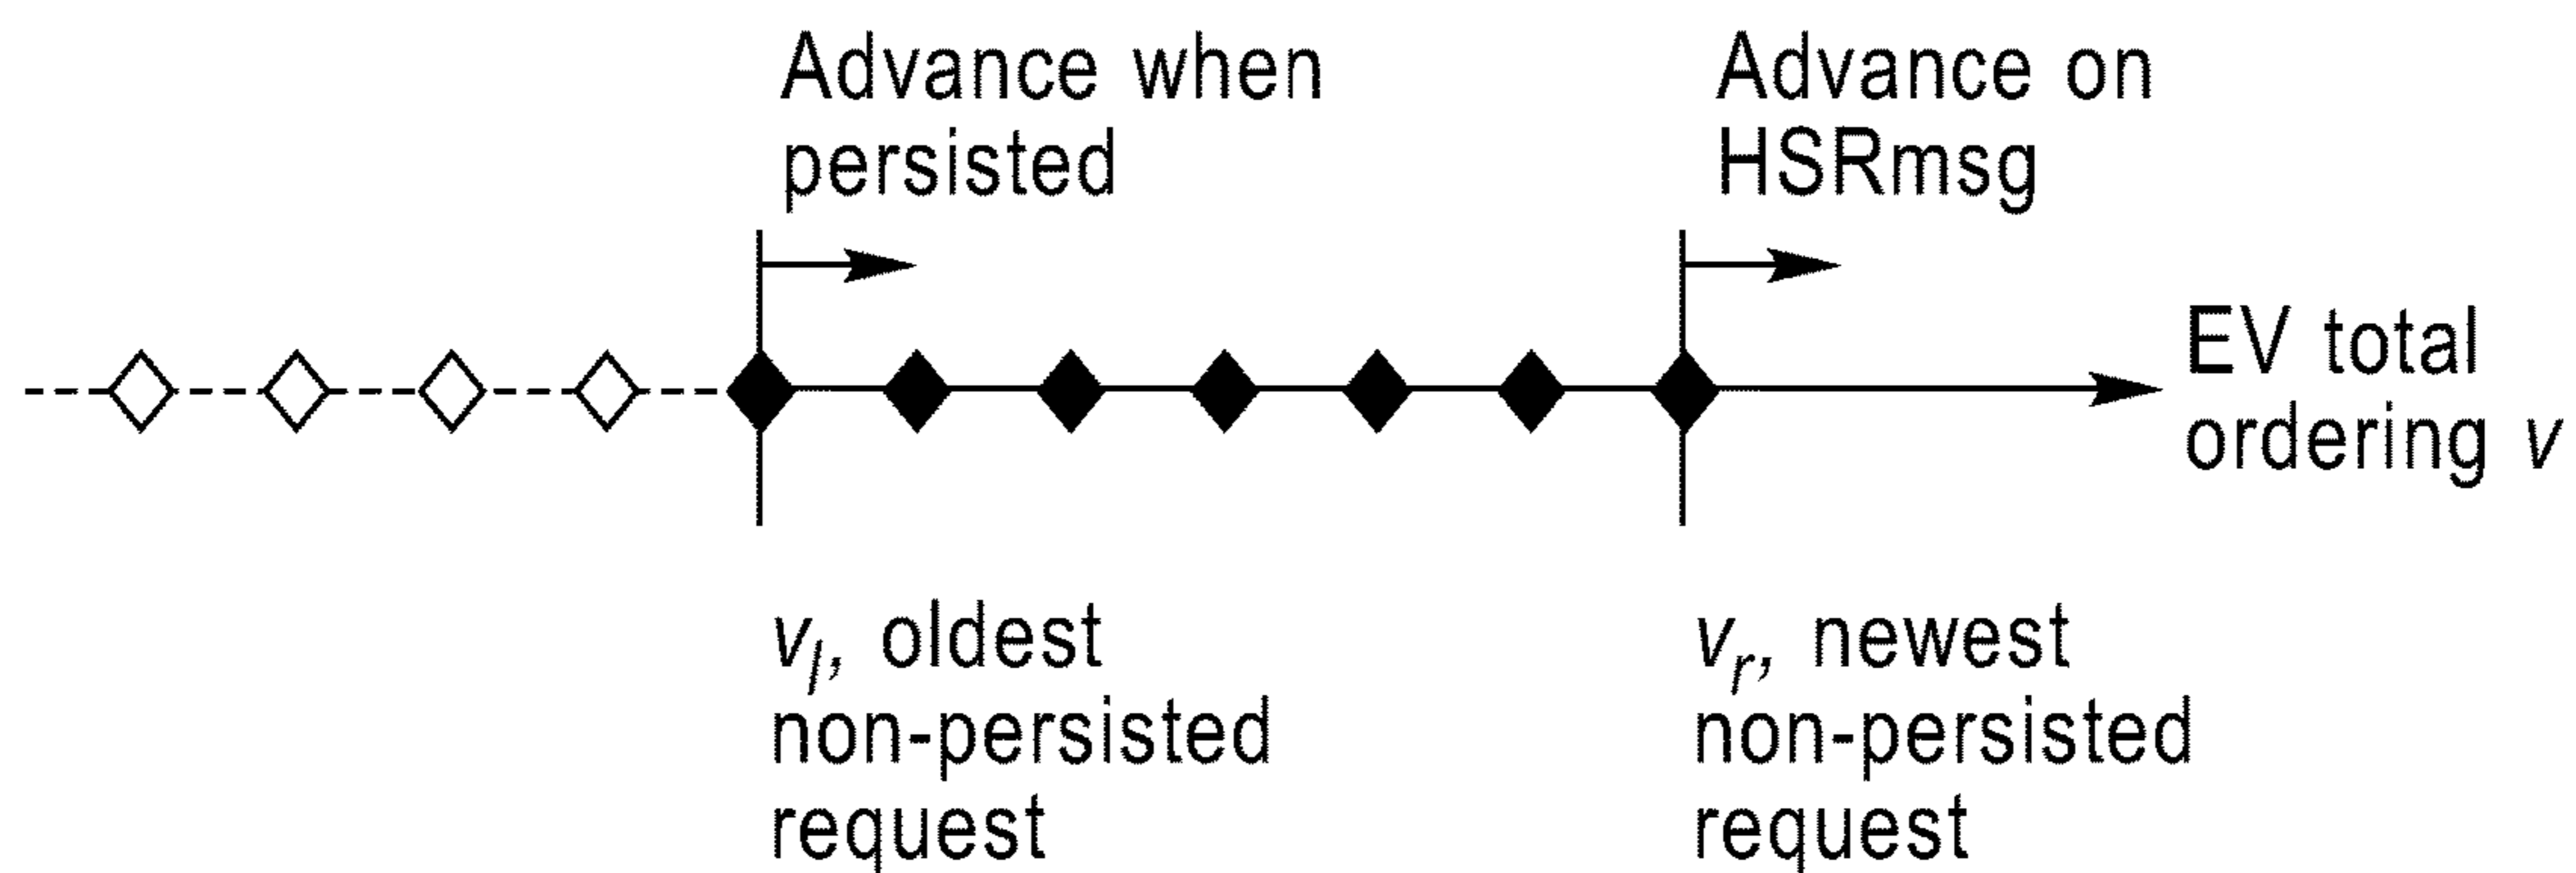 Advance when
persisted
Advance on
HSRmsg
EV total
ordering v
v_l, oldest
non-persisted
request
v_r, newest
non-persisted
request